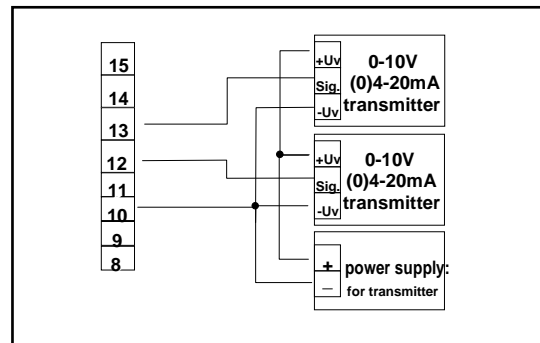 15
14
13
12
11
10
9
8
+Uv
Sig.
-Uv
0-10V
(0)4-20mA
transmitter
+Uv
Sig.
-Uv
0-10V
(0)4-20mA
transmitter
+
–
power supply:
for transmitter